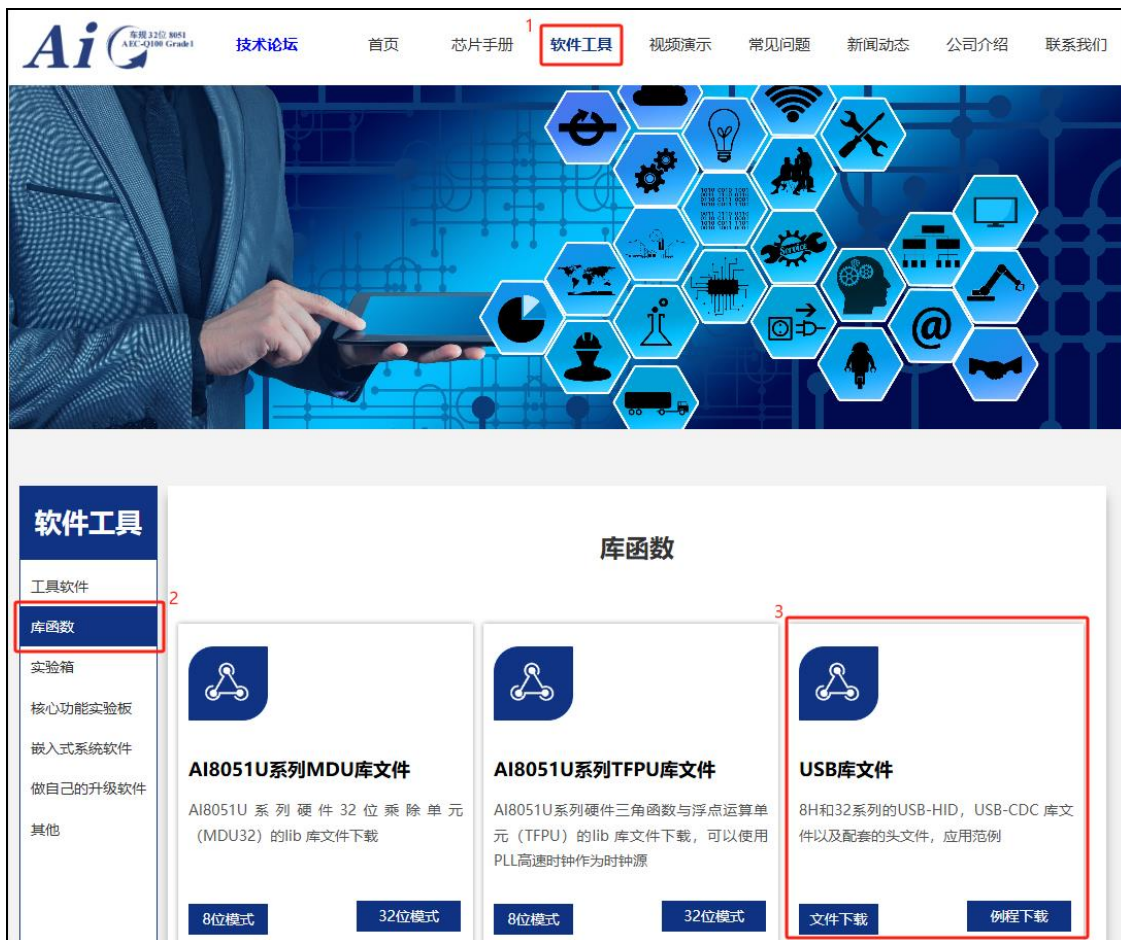 Ai
车规 32位 8051
AEC-Q100 Grade1
技术论坛
首页
芯片手册
1
软件工具
视频演示
常见问题
新闻动态
公司介绍
联系我们
Service
@
软件工具
工具软件
2
库函数
实验箱
核心功能实验板
嵌入式系统软件
做自己的升级软件
其他
库函数
AI8051U系列MDU库文件
AI8051U系列硬件32位乘除单元
（MDU32）的lib 库文件下载
8位模式
32位模式
AI8051U系列TFPU库文件
AI8051U系列硬件三角函数与浮点运算单
元（TFPU）的lib 库文件下载，可以使用
PLL高速时钟作为时钟源
8位模式
32位模式
3
USB库文件
8H和32系列的USB-HID，USB-CDC 库文
件以及配套的头文件，应用范例
文件下载
例程下载